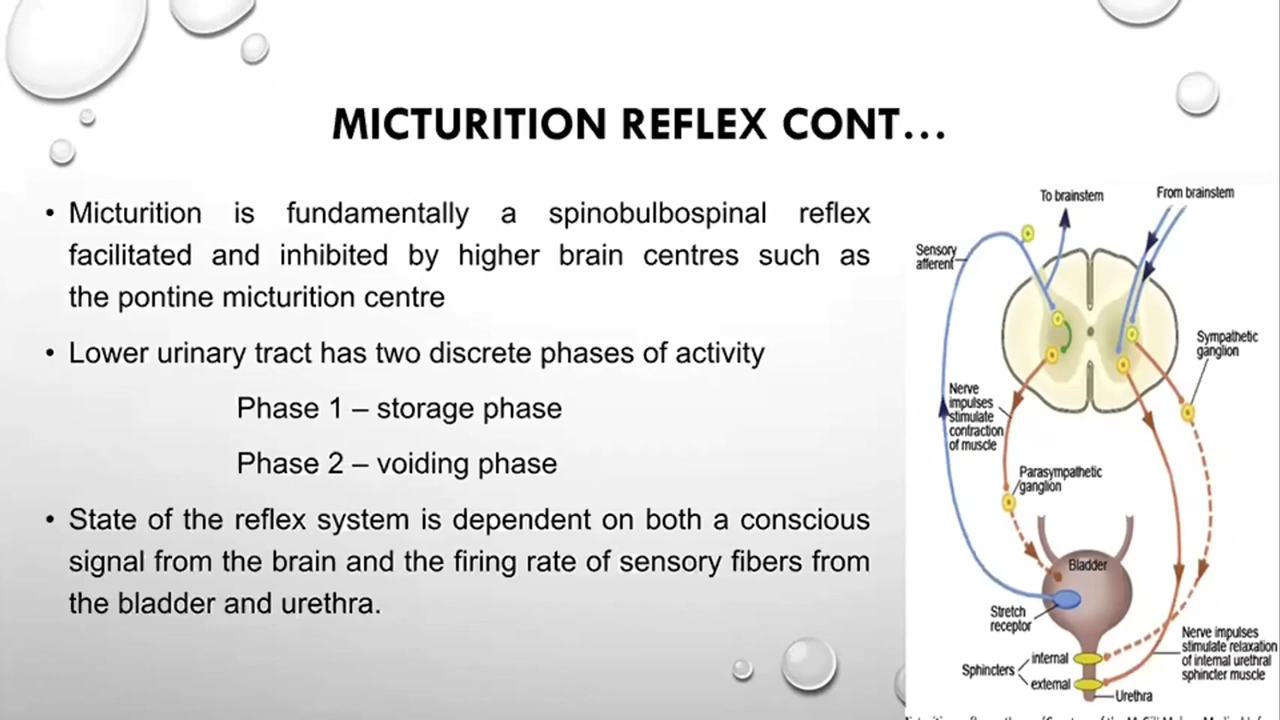 MICTURITION REFLEX CONT…
• Micturition is fundamentally a spinobulbospinal reflex
facilitated and inhibited by higher brain centres such as
the pontine micturition centre
• Lower urinary tract has two discrete phases of activity
Phase 1 – storage phase
Phase 2 – voiding phase
• State of the reflex system is dependent on both a conscious
signal from the brain and the firing rate of sensory fibers from
the bladder and urethra.
To brainstem
From brainstem
Sensory
afferent
Sympathetic
ganglion
Nerve
impulses
stimulate
contraction
of muscle
Parasympathetic
ganglion
Bladder
Stretch
receptor
Sphincters
internal
external
Nerve impulses
stimulate relaxation
of internal urethral
sphincter muscle
Urethra